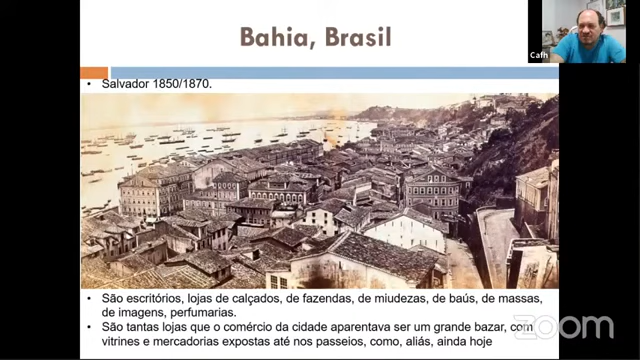 Bahia, Brasil
Cafh
• Salvador 1850/1870.
• São escritórios, lojas de calçados, de fazendas, de miudezas, de baús, de massas,
de imagens, perfumarias.
• São tantas lojas que o comércio da cidade aparentava ser um grande bazar, com
vitrines e mercadorias expostas até nos passeios, como, aliás, ainda hoje
zoom